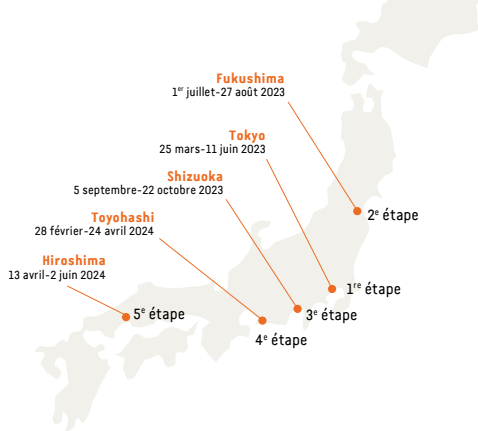 Fukushima
1er juillet-27 août 2023
Tokyo
25 mars-11 juin 2023
Shizuoka
5 septembre-22 octobre 2023
Toyohashi
28 février-24 avril 2024
Hiroshima
13 avril-2 juin 2024
2e étape
1re étape
3e étape
5e étape
4e étape